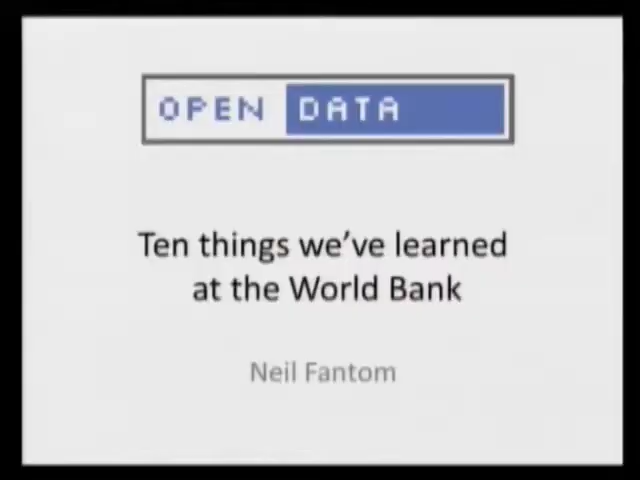 OPEN DATA
Ten things we've learned
at the World Bank
Neil Fantom